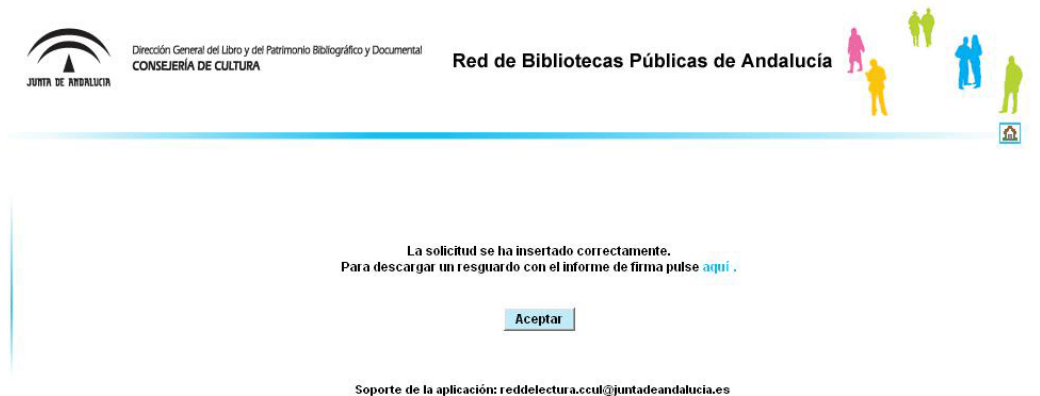 JUNTA DE ANDALUCIA
Dirección General del Libro y del Patrimonio Bibliográfico y Documental
CONSEJERÍA DE CULTURA
Red de Bibliotecas Públicas de Andalucía
La solicitud se ha insertado correctamente.
Para descargar un resguardo con el informe de firma pulse aquí .
Aceptar
Soporte de la aplicación: reddelectura.ccul@juntadeandalucia.es